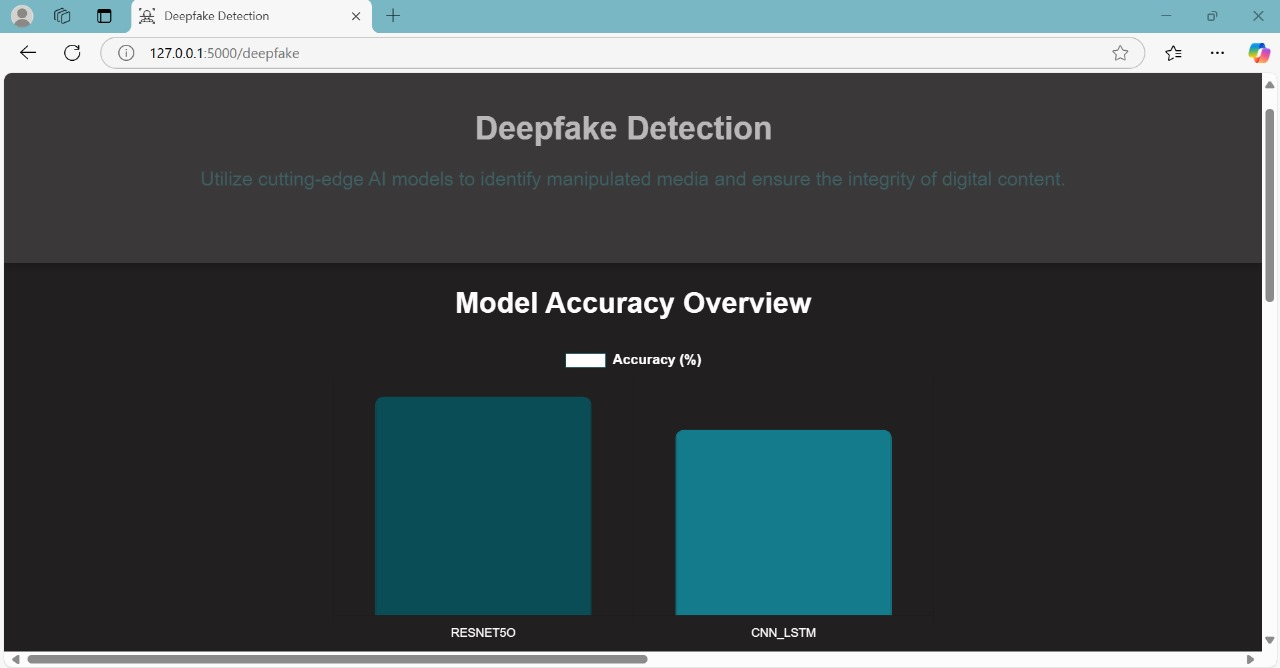 Deepfake Detection
127.0.0.1:5000/deepfake
Deepfake Detection
Utilize cutting-edge AI models to identify manipulated media and ensure the integrity of digital content.
Model Accuracy Overview
Accuracy (%)
RESNET5O
CNN_LSTM